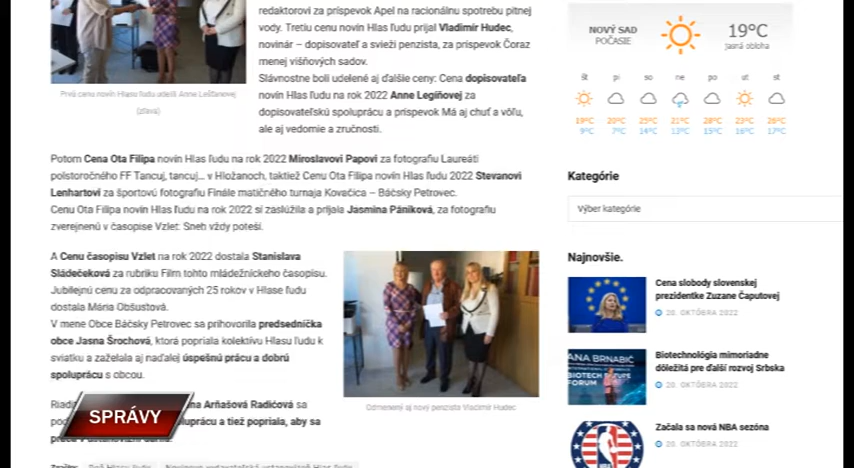 redaktorovi za príspevok Apel na racionálnu spotrebu pitnej
vody. Tretiu cenu novín Hlas ľudu prijal Vladimír Hudec,
novinár – dopisovateľ a svieži penzista, za príspevok Čoraz
menej višňových sadov.
Slávnostne boli udelené aj ďalšie ceny: Cena dopisovateľa
novín Hlas ľudu na rok 2022 Anne Legíňovej za
dopisovateľskú spoluprácu a príspevok Má aj chuť a vôľu,
ale aj vedomie a zručnosti.
Prvú cenu novín Hlasu ľudu udelili Anne Lešťanovej
(zľava)
Potom Cena Ota Filipa novín Hlas ľudu na rok 2022 Miroslavovi Papovi za fotografiu Laureáti
polstoročného FF Tancuj, tancuj... v Hložanoch, taktiež Cenu Ota Filipa novín Hlas ľudu 2022 Stevanovi
Lenhartovi za športovú fotografiu Finále matičného turnaja Kovačica – Báčsky Petrovec.
Cenu Ota Filipa novín Hlas ľudu na rok 2022 si zaslúžila a prijala Jasmina Pániková, za fotografiu
zverejnenú v časopise Vzlet: Sneh vždy poteší.
A Cenu časopisu Vzlet na rok 2022 dostala Stanislava
Sládečeková za rubriku Film tohto mládežníckeho časopisu.
Jubilejnú cenu za odpracovaných 25 rokov v Hlase ľudu
dostala Mária Obšustová.
V mene Obce Báčsky Petrovec sa prihovorila predsedníčka
obce Jasna Šrochová, ktorá popriala kolektívu Hlasu ľudu k
sviatku a zaželala aj naďalej úspešnú prácu a dobrú
spoluprácu s obcou.
Odmenený aj nový penzista Vladimír Hudec
Arňašová Radićová sa
popriala, aby sa
SPRÁVY
NOVÝ SAD
POČASIE
19°C
jasná obloha
št pi so ne po ut st
19°C 20°C 25°C 21°C 28°C 23°C 26°C
9°C 7°C 14°C 13°C 15°C 16°C 17°C
Kategórie
Výber kategórie
Najnovšie.
Cena slobody slovenskej
prezidentke Zuzane Čaputovej
20. OKTÓBRA 2022
ANA BRNABIĆ
BIOTECH FUTURE
FORUM
Biotechnológia mimoriadne
dôležitá pre ďalší rozvoj Srbska
20. OKTÓBRA 2022
Začala sa nová NBA sezóna
20. OKTÓBRA 2022